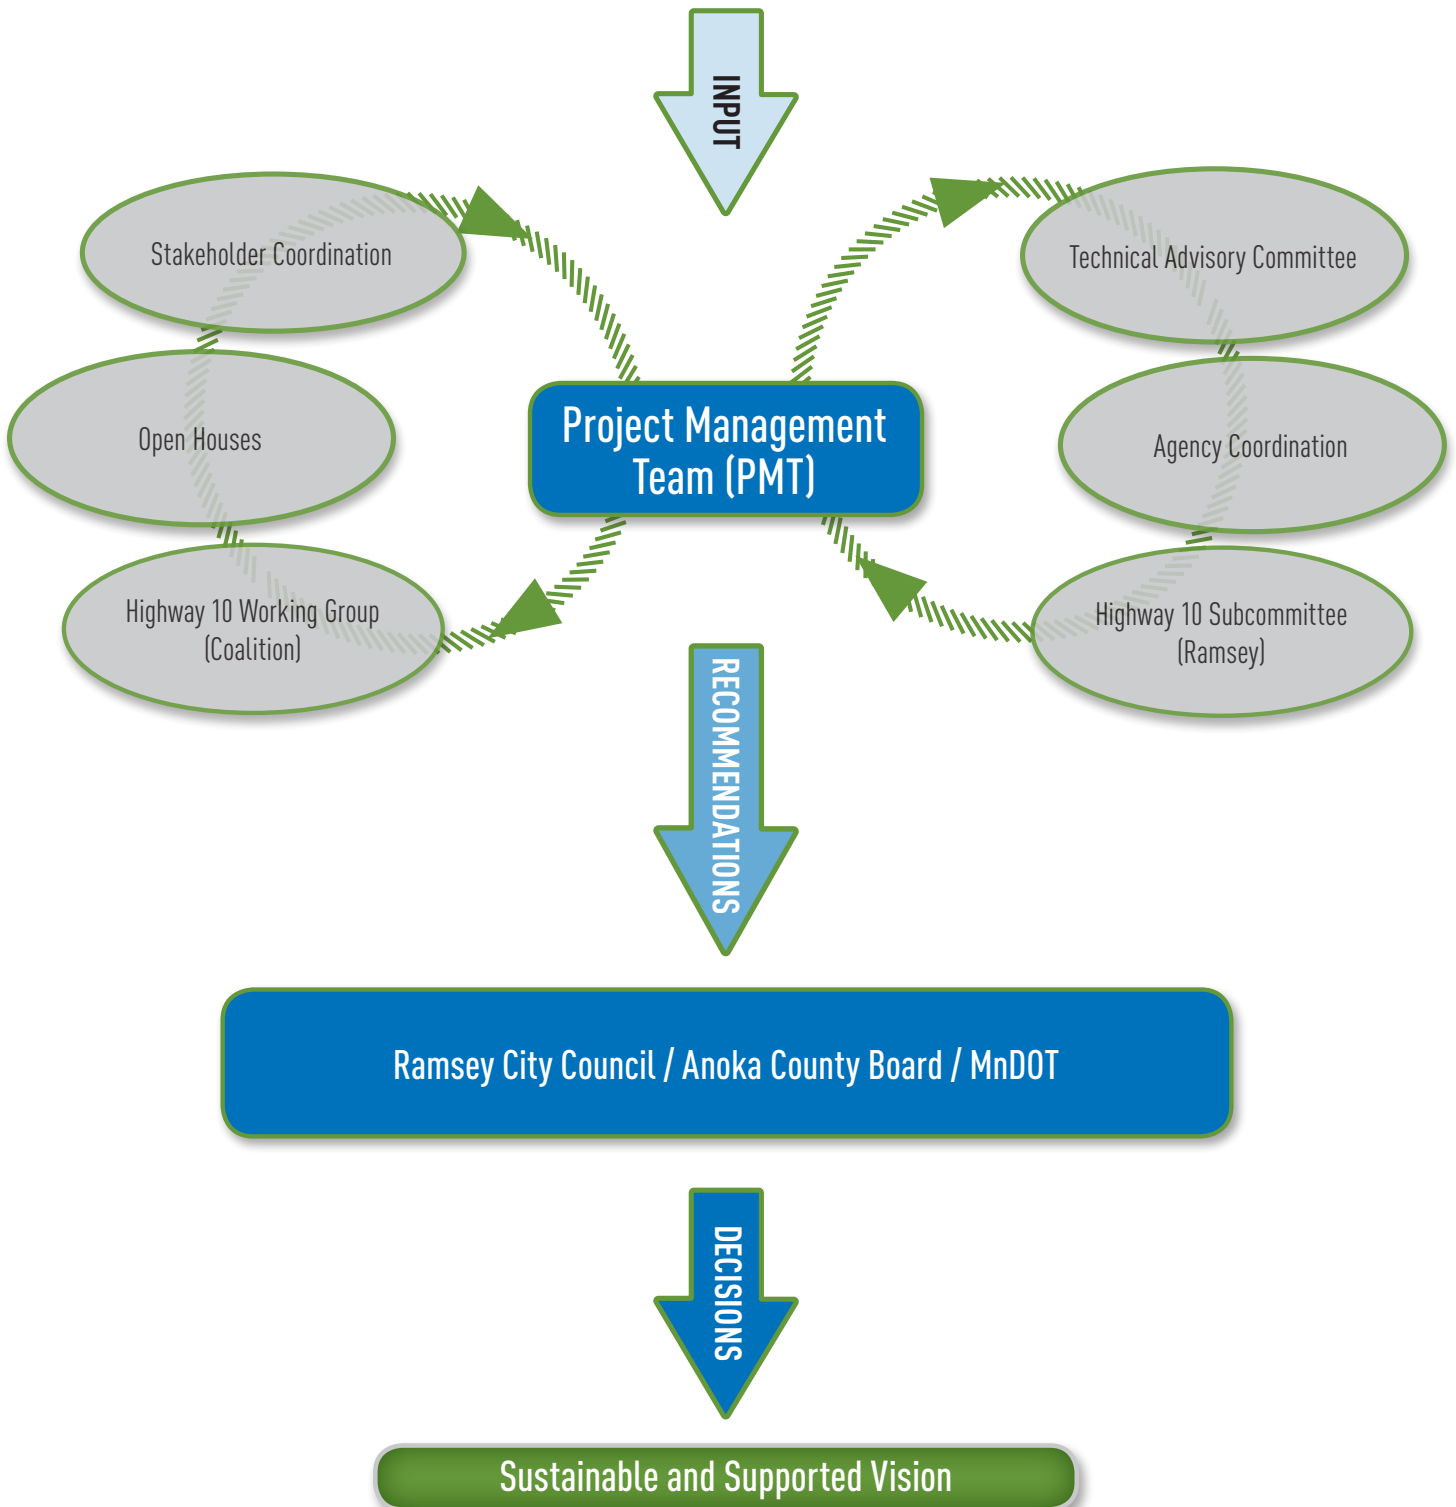 INPUT
Stakeholder Coordination
Technical Advisory Committee
Open Houses
Project Management
Team (PMT)
Agency Coordination
Highway 10 Working Group
(Coalition)
Highway 10 Subcommittee
(Ramsey)
RECOMMENDATIONS
Ramsey City Council / Anoka County Board / MnDOT
DECISIONS
Sustainable and Supported Vision